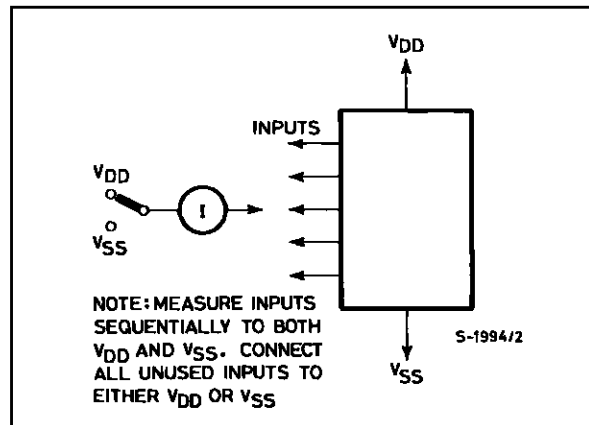 VDD
INPUTS
VDD
I
VSS
NOTE: MEASURE INPUTS
SEQUENTIALLY TO BOTH
VDD AND VSS. CONNECT
ALL UNUSED INPUTS TO
EITHER VDD OR VSS
S-1994/2
VSS